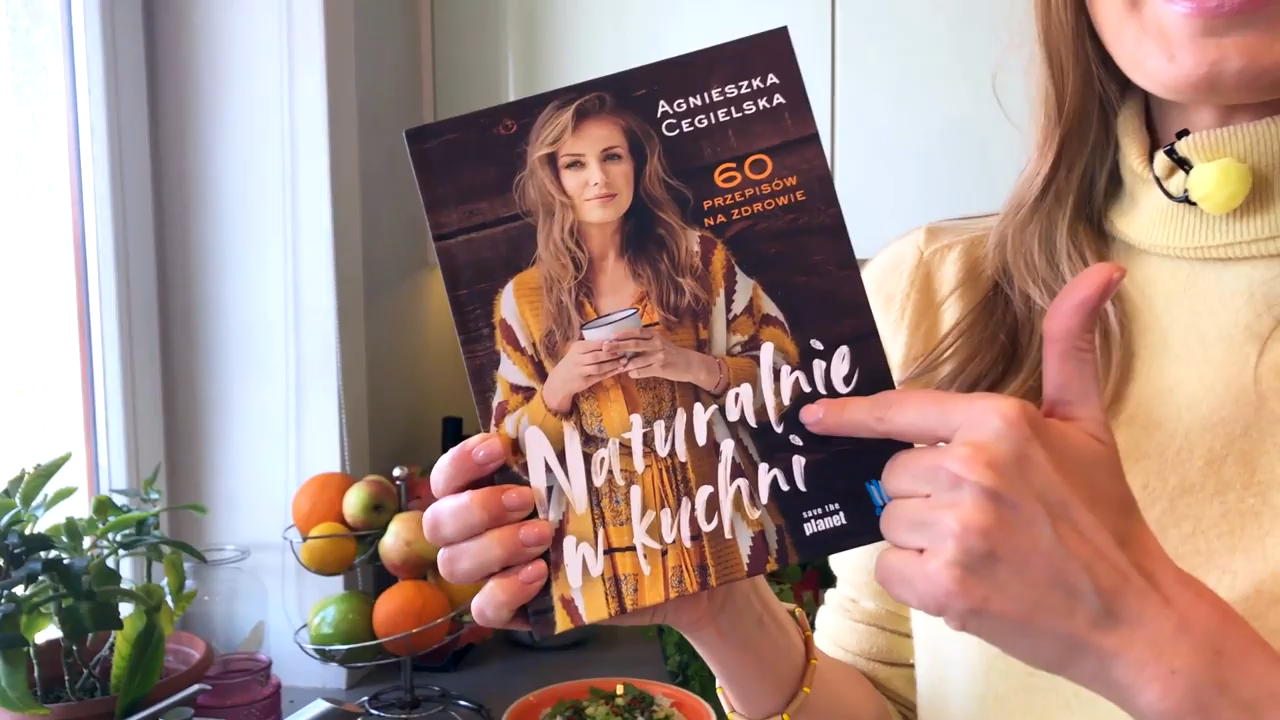 AGNIESZKA
CEGIELSKA
60
PRZEPISÓW
NA ZDROWIE
Naturalnie
w kuchni
save the
planet